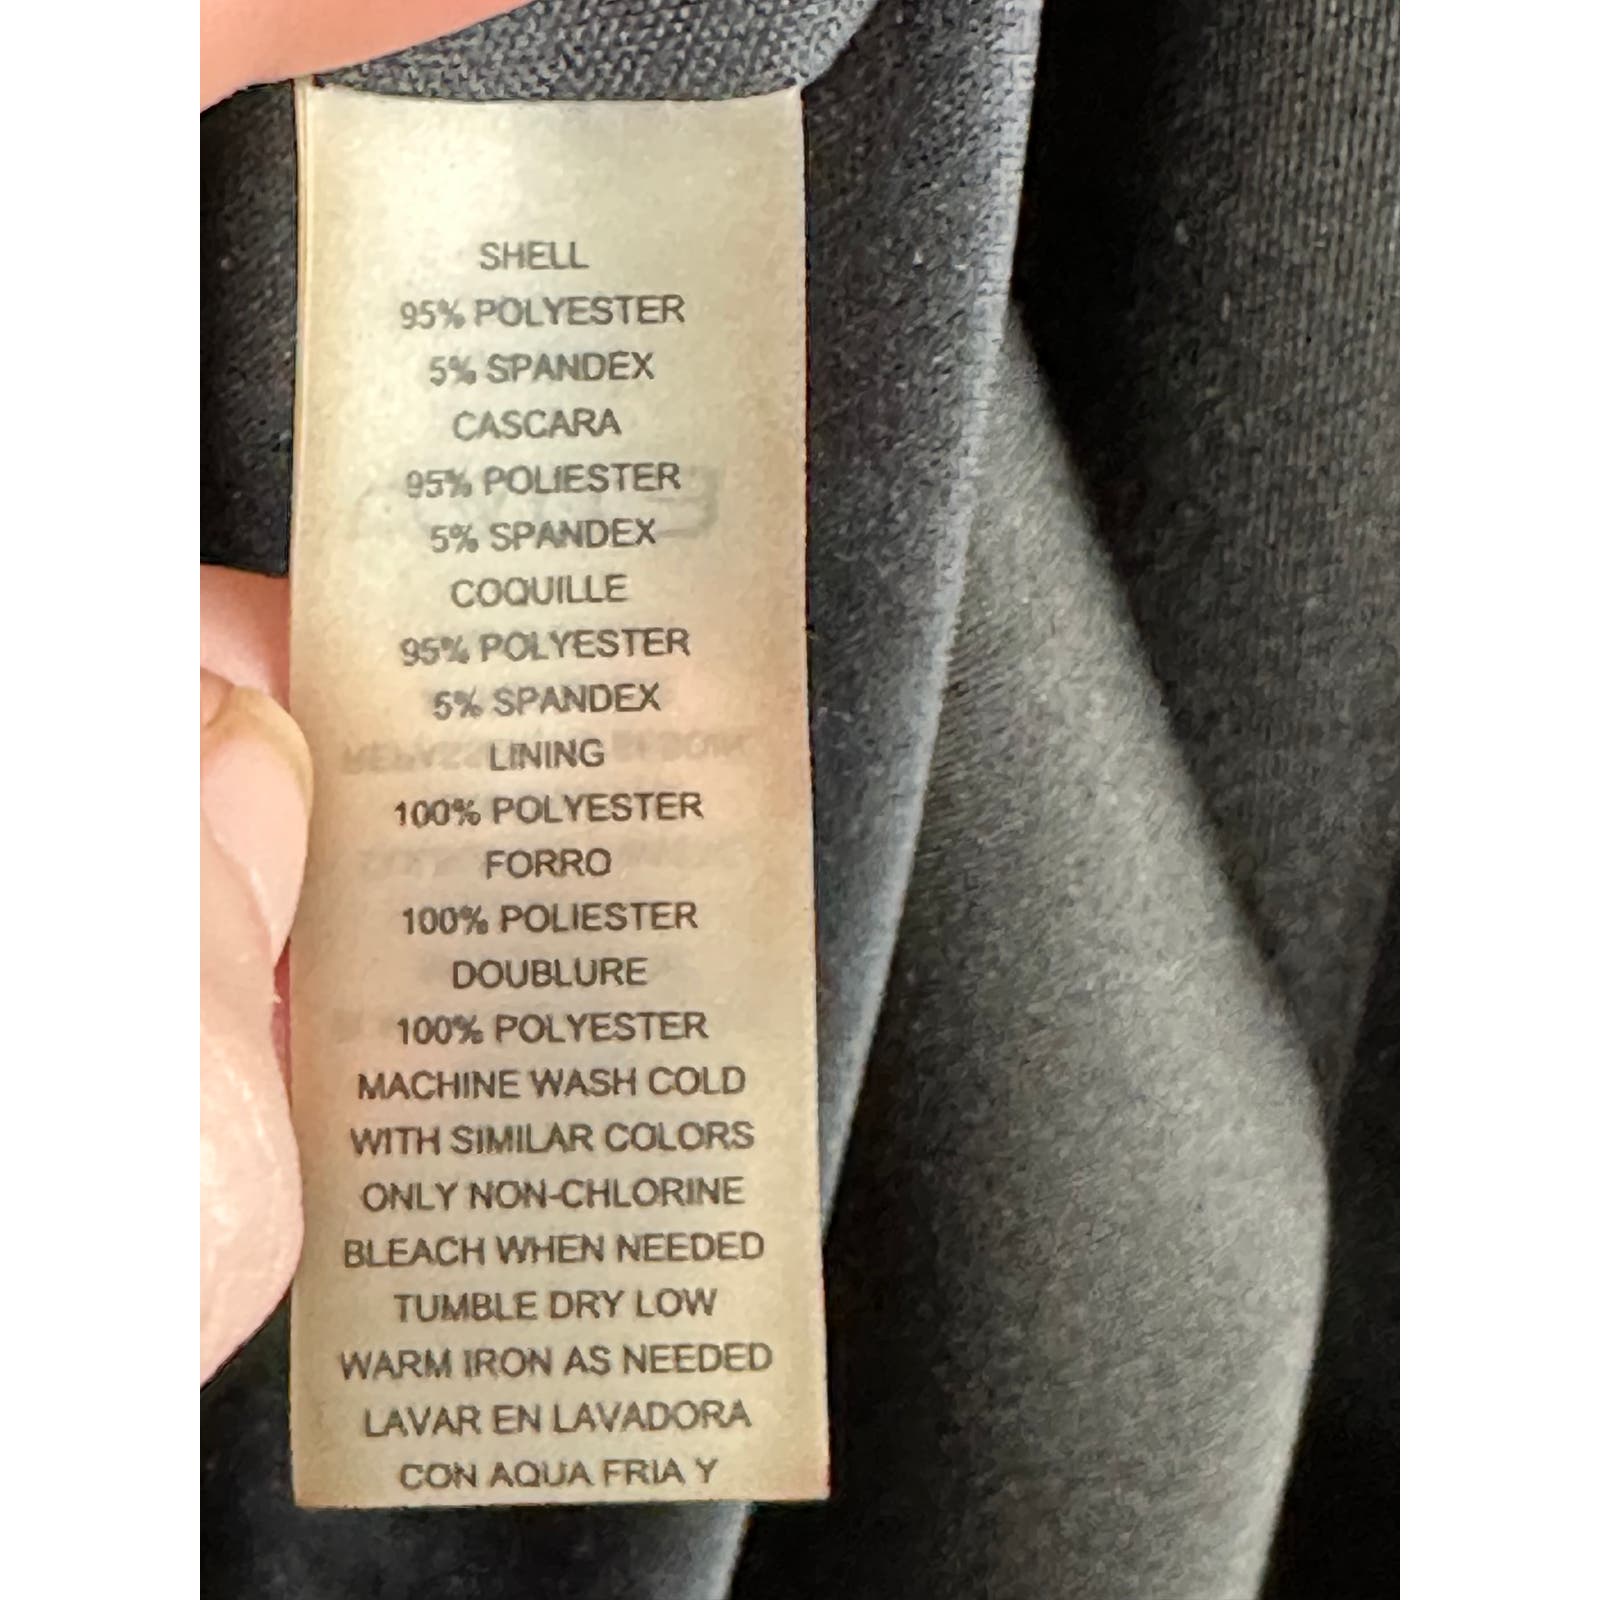 SHELL
95% POLYESTER
5% SPANDEX
CASCARA
95% POLIESTER
5% SPANDEX
COQUILLE
95% POLYESTER
5% SPANDEX
LINING
100% POLYESTER
FORRO
100% POLIESTER
DOUBLURE
100% POLYESTER
MACHINE WASH COLD
WITH SIMILAR COLORS
ONLY NON-CHLORINE
BLEACH WHEN NEEDED
TUMBLE DRY LOW
WARM IRON AS NEEDED
LAVAR EN LAVADORA
CON AQUA FRIA Y